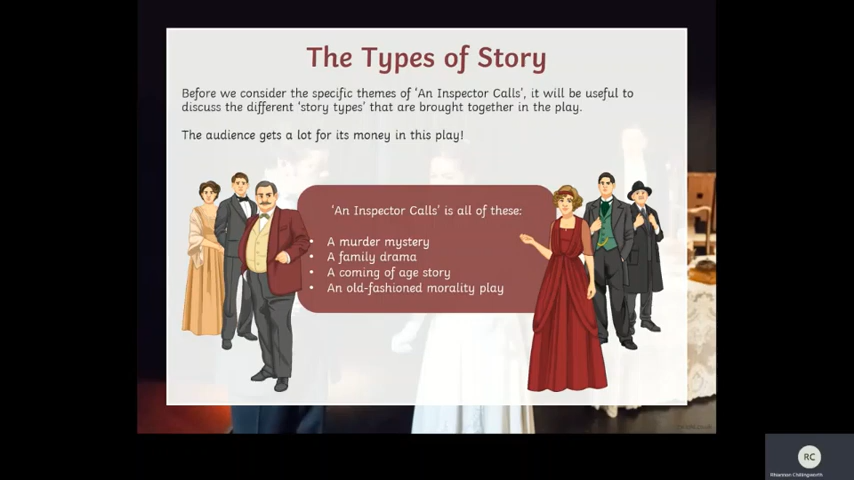 The Types of Story
Before we consider the specific themes of ‘An Inspector Calls’, it will be useful to
discuss the different ‘story types’ that are brought together in the play.
The audience gets a lot for its money in this play!
‘An Inspector Calls’ is all of these:
• A murder mystery
• A family drama
• A coming of age story
• An old-fashioned morality play
RC
Rhiannon Chillingworth